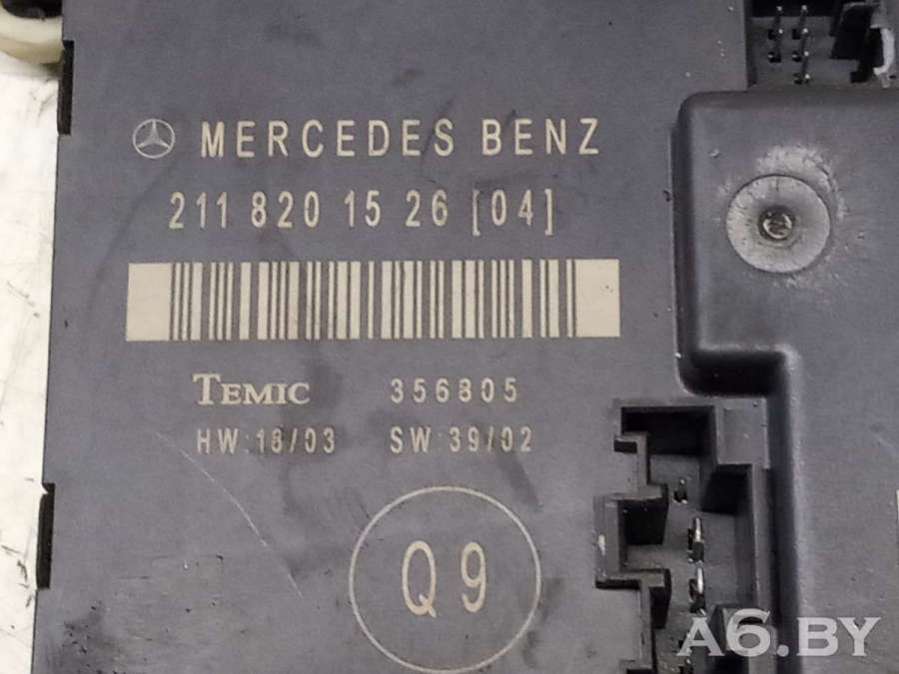 MERCEDES BENZ
211 820 15 26 [04]
TEMIC 356805
HW:18/03 SW:39/02
Q9
A6.BY